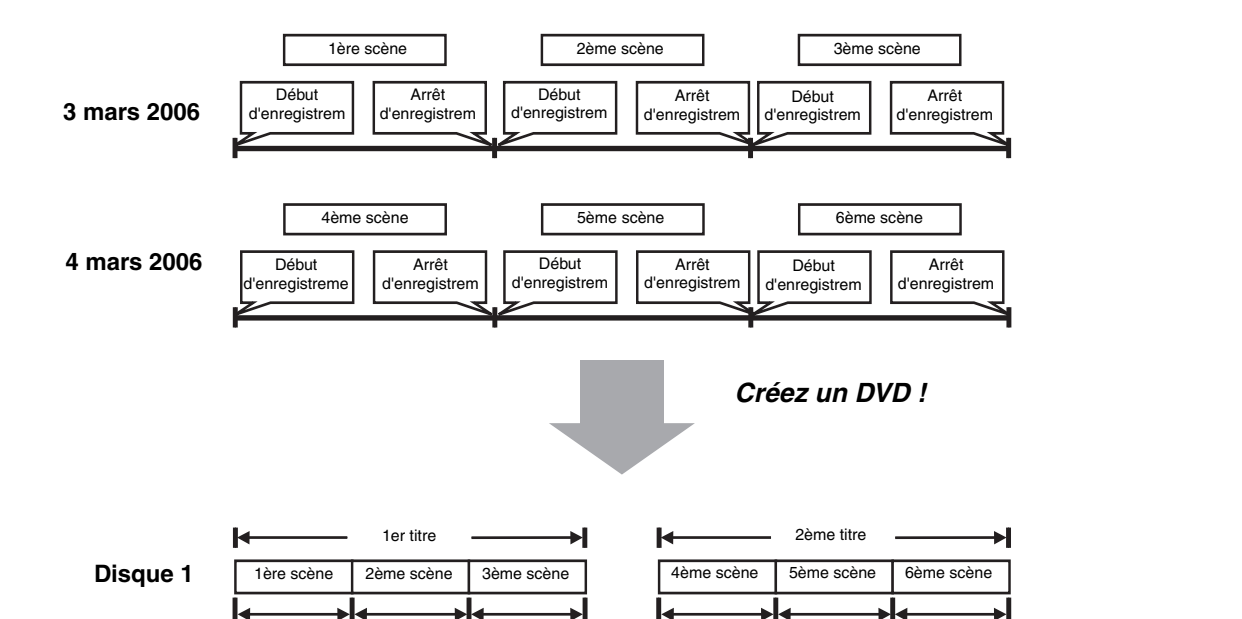 1ère scène 2ème scène 3ème scène
3 mars 2006
Début d'enregistrem
Arrêt d'enregistrem
Début d'enregistrem
Arrêt d'enregistrem
Début d'enregistrem
Arrêt d'enregistrem
4ème scène 5ème scène 6ème scène
4 mars 2006
Début d'enregistreme
Arrêt d'enregistrem
Début d'enregistrem
Arrêt d'enregistrem
Début d'enregistrem
Arrêt d'enregistrem
Créez un DVD !
1er titre 2ème titre
Disque 1 1ère scène 2ème scène 3ème scène 4ème scène 5ème scène 6ème scène